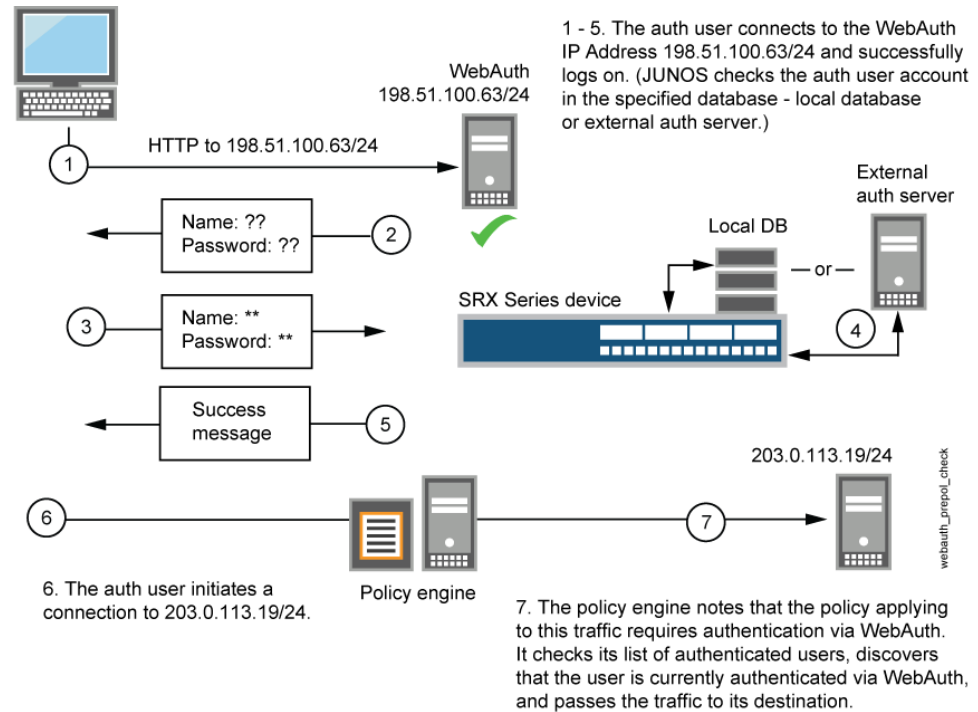 1 - 5. The auth user connects to the WebAuth
IP Address 198.51.100.63/24 and successfully
logs on. (JUNOS checks the auth user account
in the specified database - local database
or external auth server.)
WebAuth
198.51.100.63/24
1
HTTP to 198.51.100.63/24
Name: ??
Password: ??
2
External
auth server
Local DB
or
SRX Series device
3
Name: **
Password: **
4
Success
message
5
203.0.113.19/24
webauth_prepol_check
6
7
Policy engine
6. The auth user initiates a
connection to 203.0.113.19/24.
7. The policy engine notes that the policy applying
to this traffic requires authentication via WebAuth.
It checks its list of authenticated users, discovers
that the user is currently authenticated via WebAuth,
and passes the traffic to its destination.